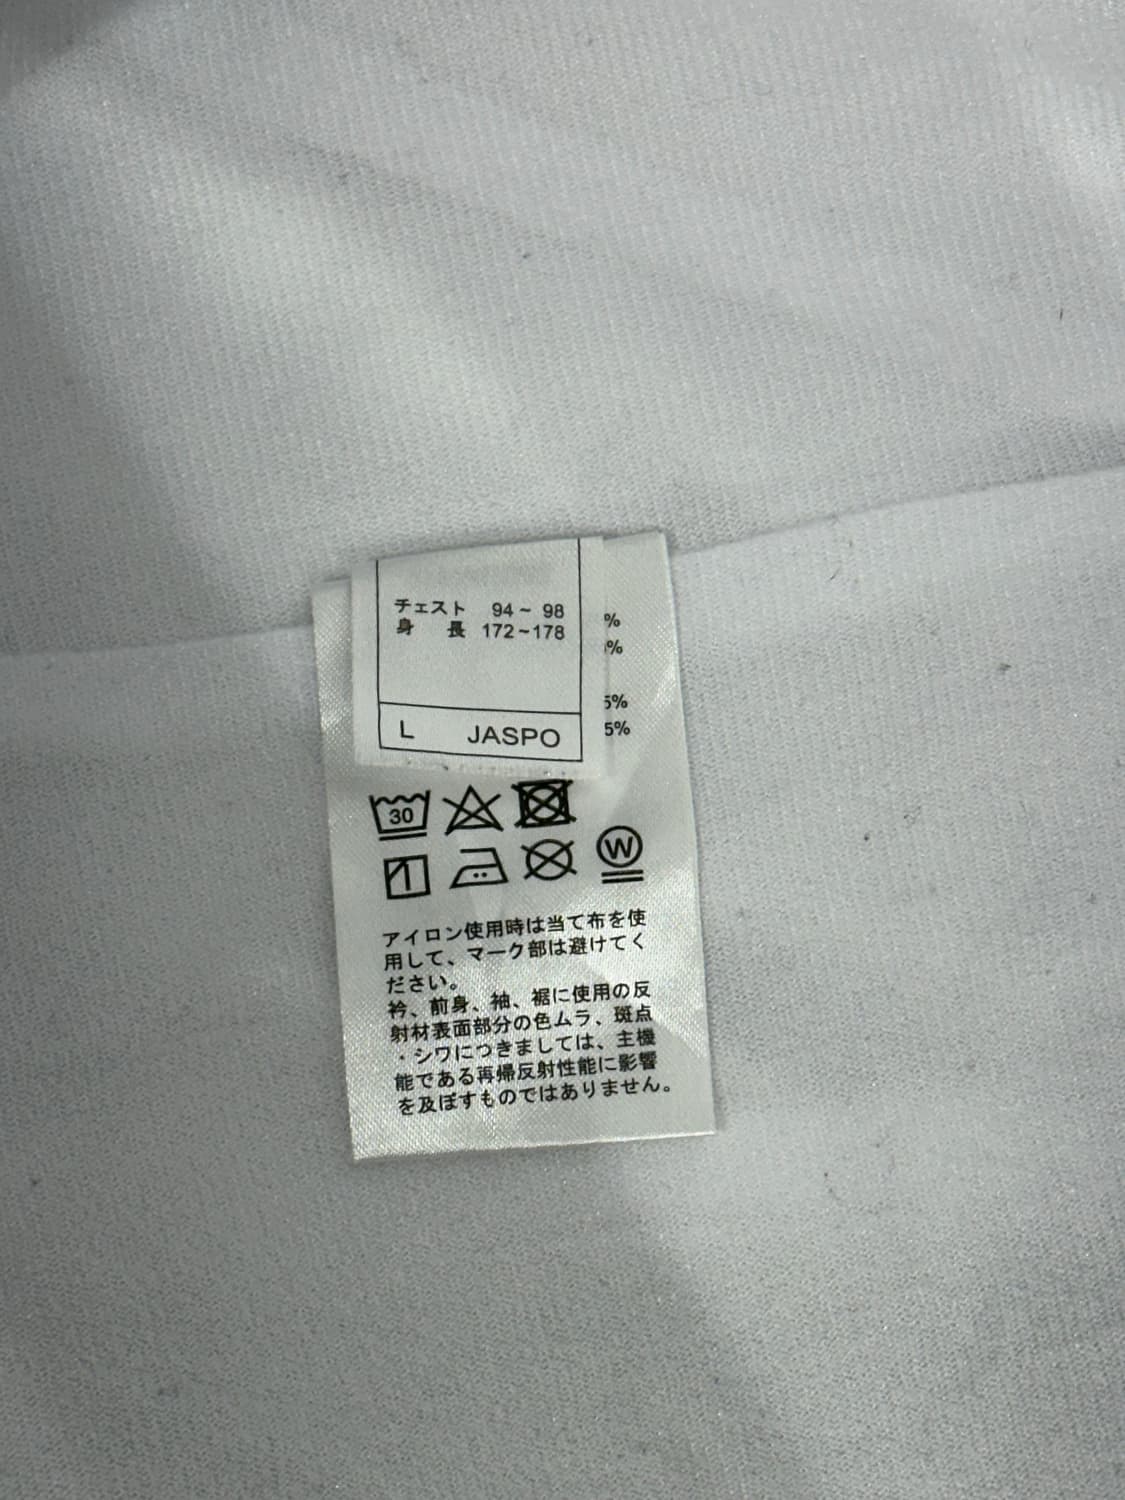 チェスト 94~ 98
身 長 172~178
L JASPO
%
%
5%
5%
30
W
アイロン使用時は当て布を使
用して、マーク部は避けてく
ださい。
衿、前身、袖、裾に使用の反
射材表面部分の色ムラ、斑点
・シワにつきましては、主機
能である再帰反射性能に影響
を及ぼすものではありません。